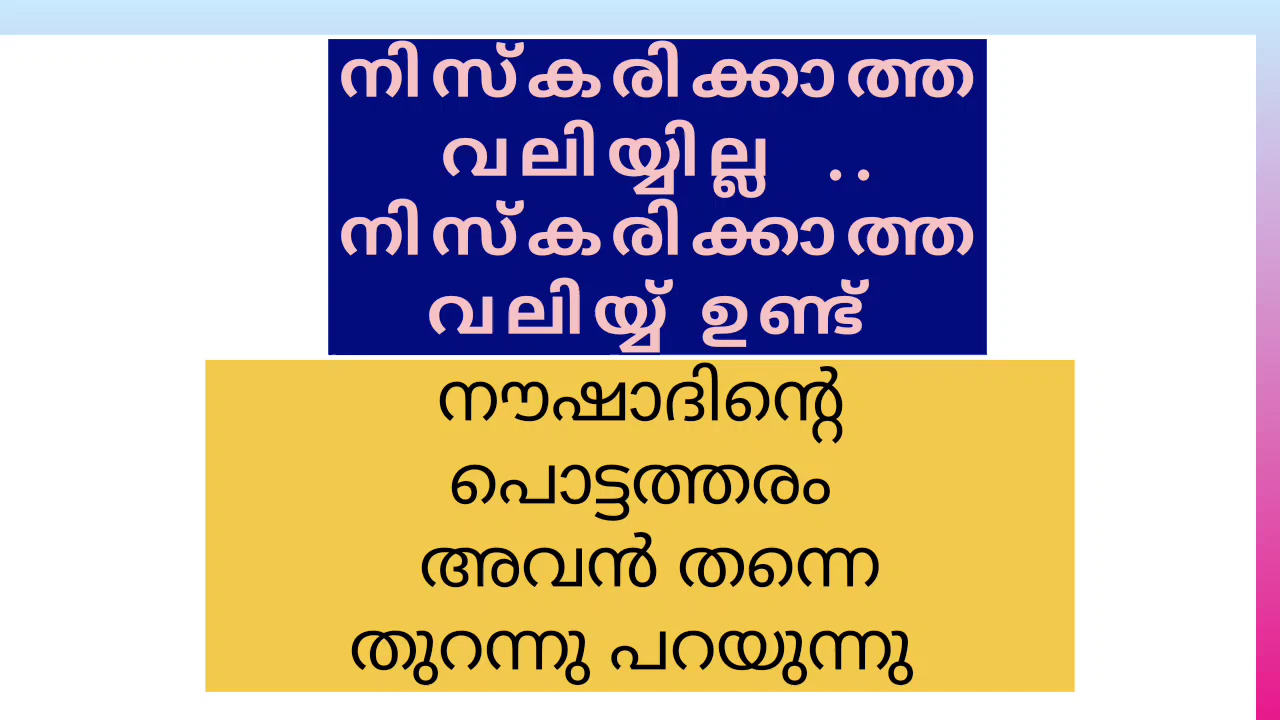 നിസ്കരിക്കാത്ത
വലിയ്യില്ല ..
നിസ്കരിക്കാത്ത
വലിയ്യ് ഉണ്ട്
നൗഷാദിന്റെ
പൊട്ടത്തരം
അവൻ തന്നെ
തുറന്നു പറയുന്നു